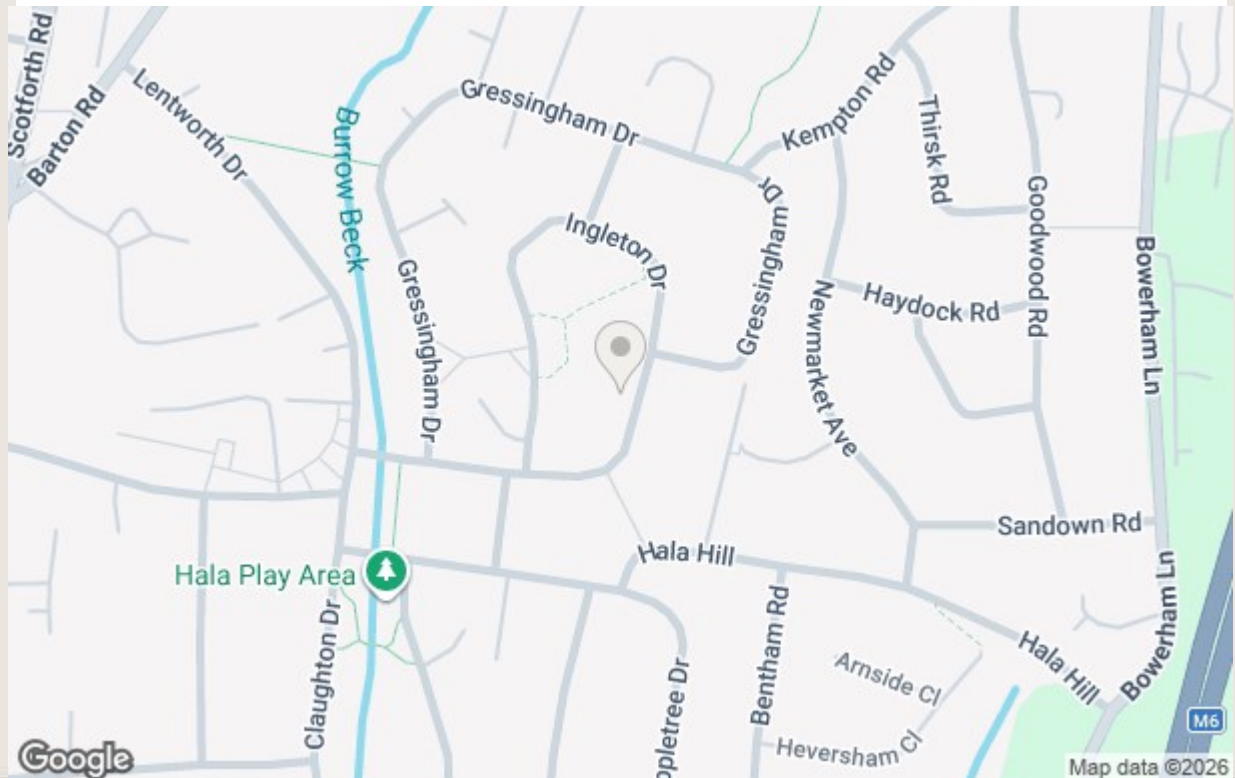 Scotforth Rd
Barton Rd
Lentworth Dr
Burrow Beck
Gressingham Dr
Kempton Rd
Thirsk Rd
Goodwood Rd
Ingleton Dr
Gressingham Dr
Gressingham Dr
Newmarket Ave
Haydock Rd
Bowerham Ln
Sandown Rd
Hala Hill
Hala Play Area
Claughton Dr
ppletree Dr
Bentham Rd
Arnside Cl
Heversham Cl
Hala Hill
Bowerham Ln
M6
Google
Map data ©2026